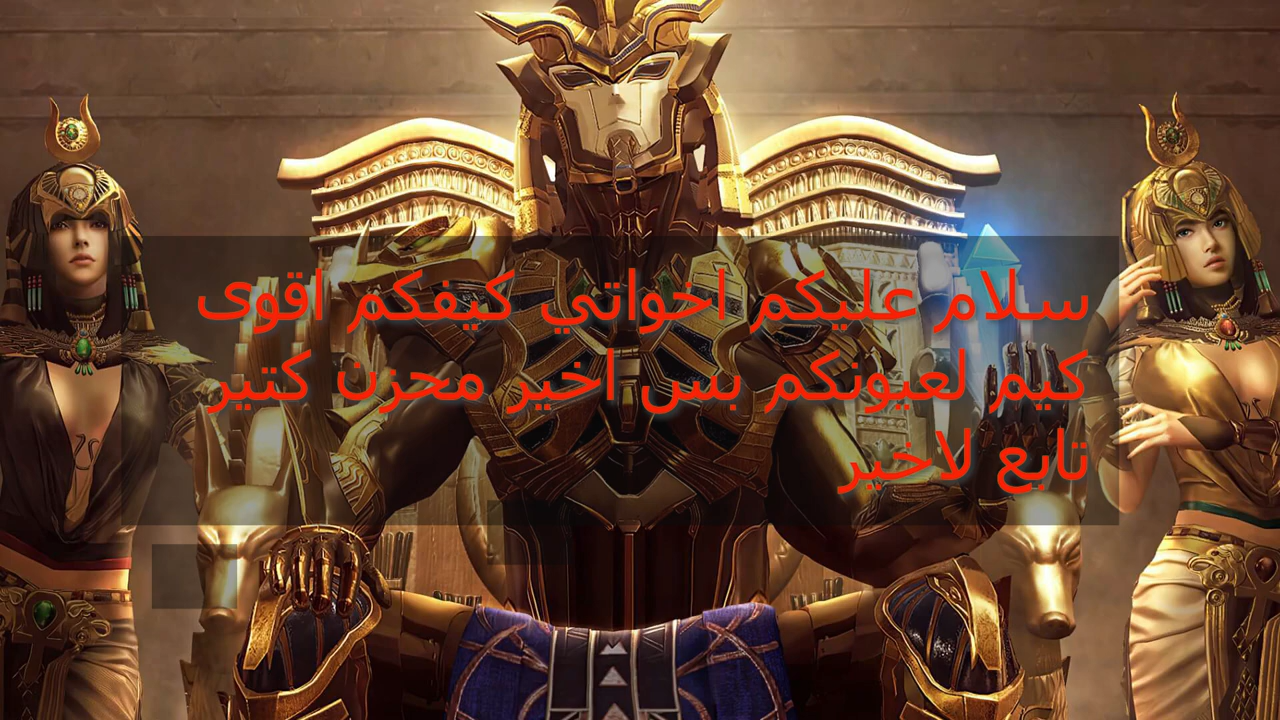 سلام عليكم اخواتي كيفكم اقوى
كيم لعيونكم بس اخير محزن كتير
تابع لاخير